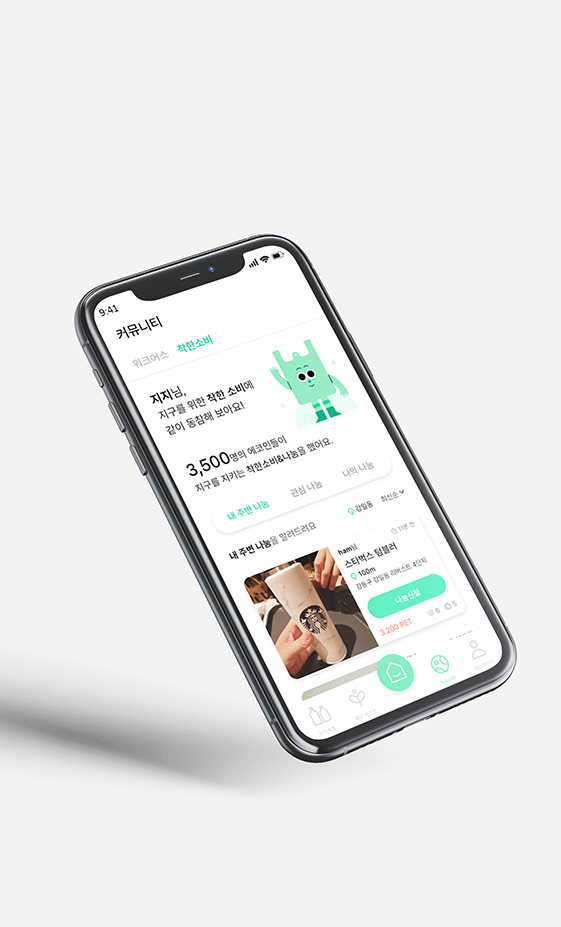 9:41
커뮤니티
워크어스 착한소비
지지님,
지구를 위한 착한 소비에
같이 동참해 보아요!
3,500명의 에코인들이
지구를 지키는 착한소비&나눔을 했어요.
내 주변 나눔 관심 나눔 나의 나눔
강일동 최신순
내 주변 나눔을 알려드려요
11분 전
ham님
스타벅스 텀블러
100m
강동구 강일동 리버스트 4단지
나눔신청
3,200 PET 6 5
커뮤니티